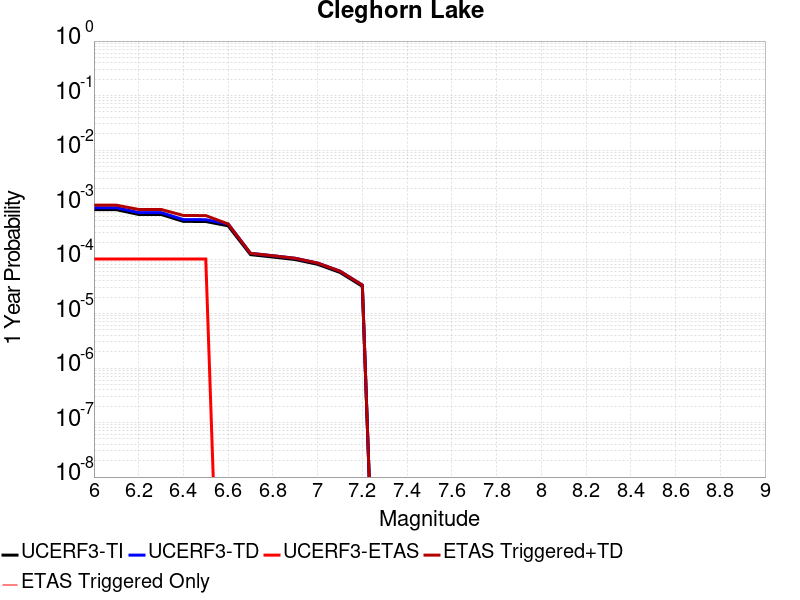 Cleghorn Lake
10^0
10^-1
10^-2
10^-3
10^-4
10^-5
10^-6
10^-7
10^-8
1 Year Probability
6 6.2 6.4 6.6 6.8 7 7.2 7.4 7.6 7.8 8 8.2 8.4 8.6 8.8 9
Magnitude
UCERF3-TI UCERF3-TD UCERF3-ETAS ETAS Triggered+TD
ETAS Triggered Only